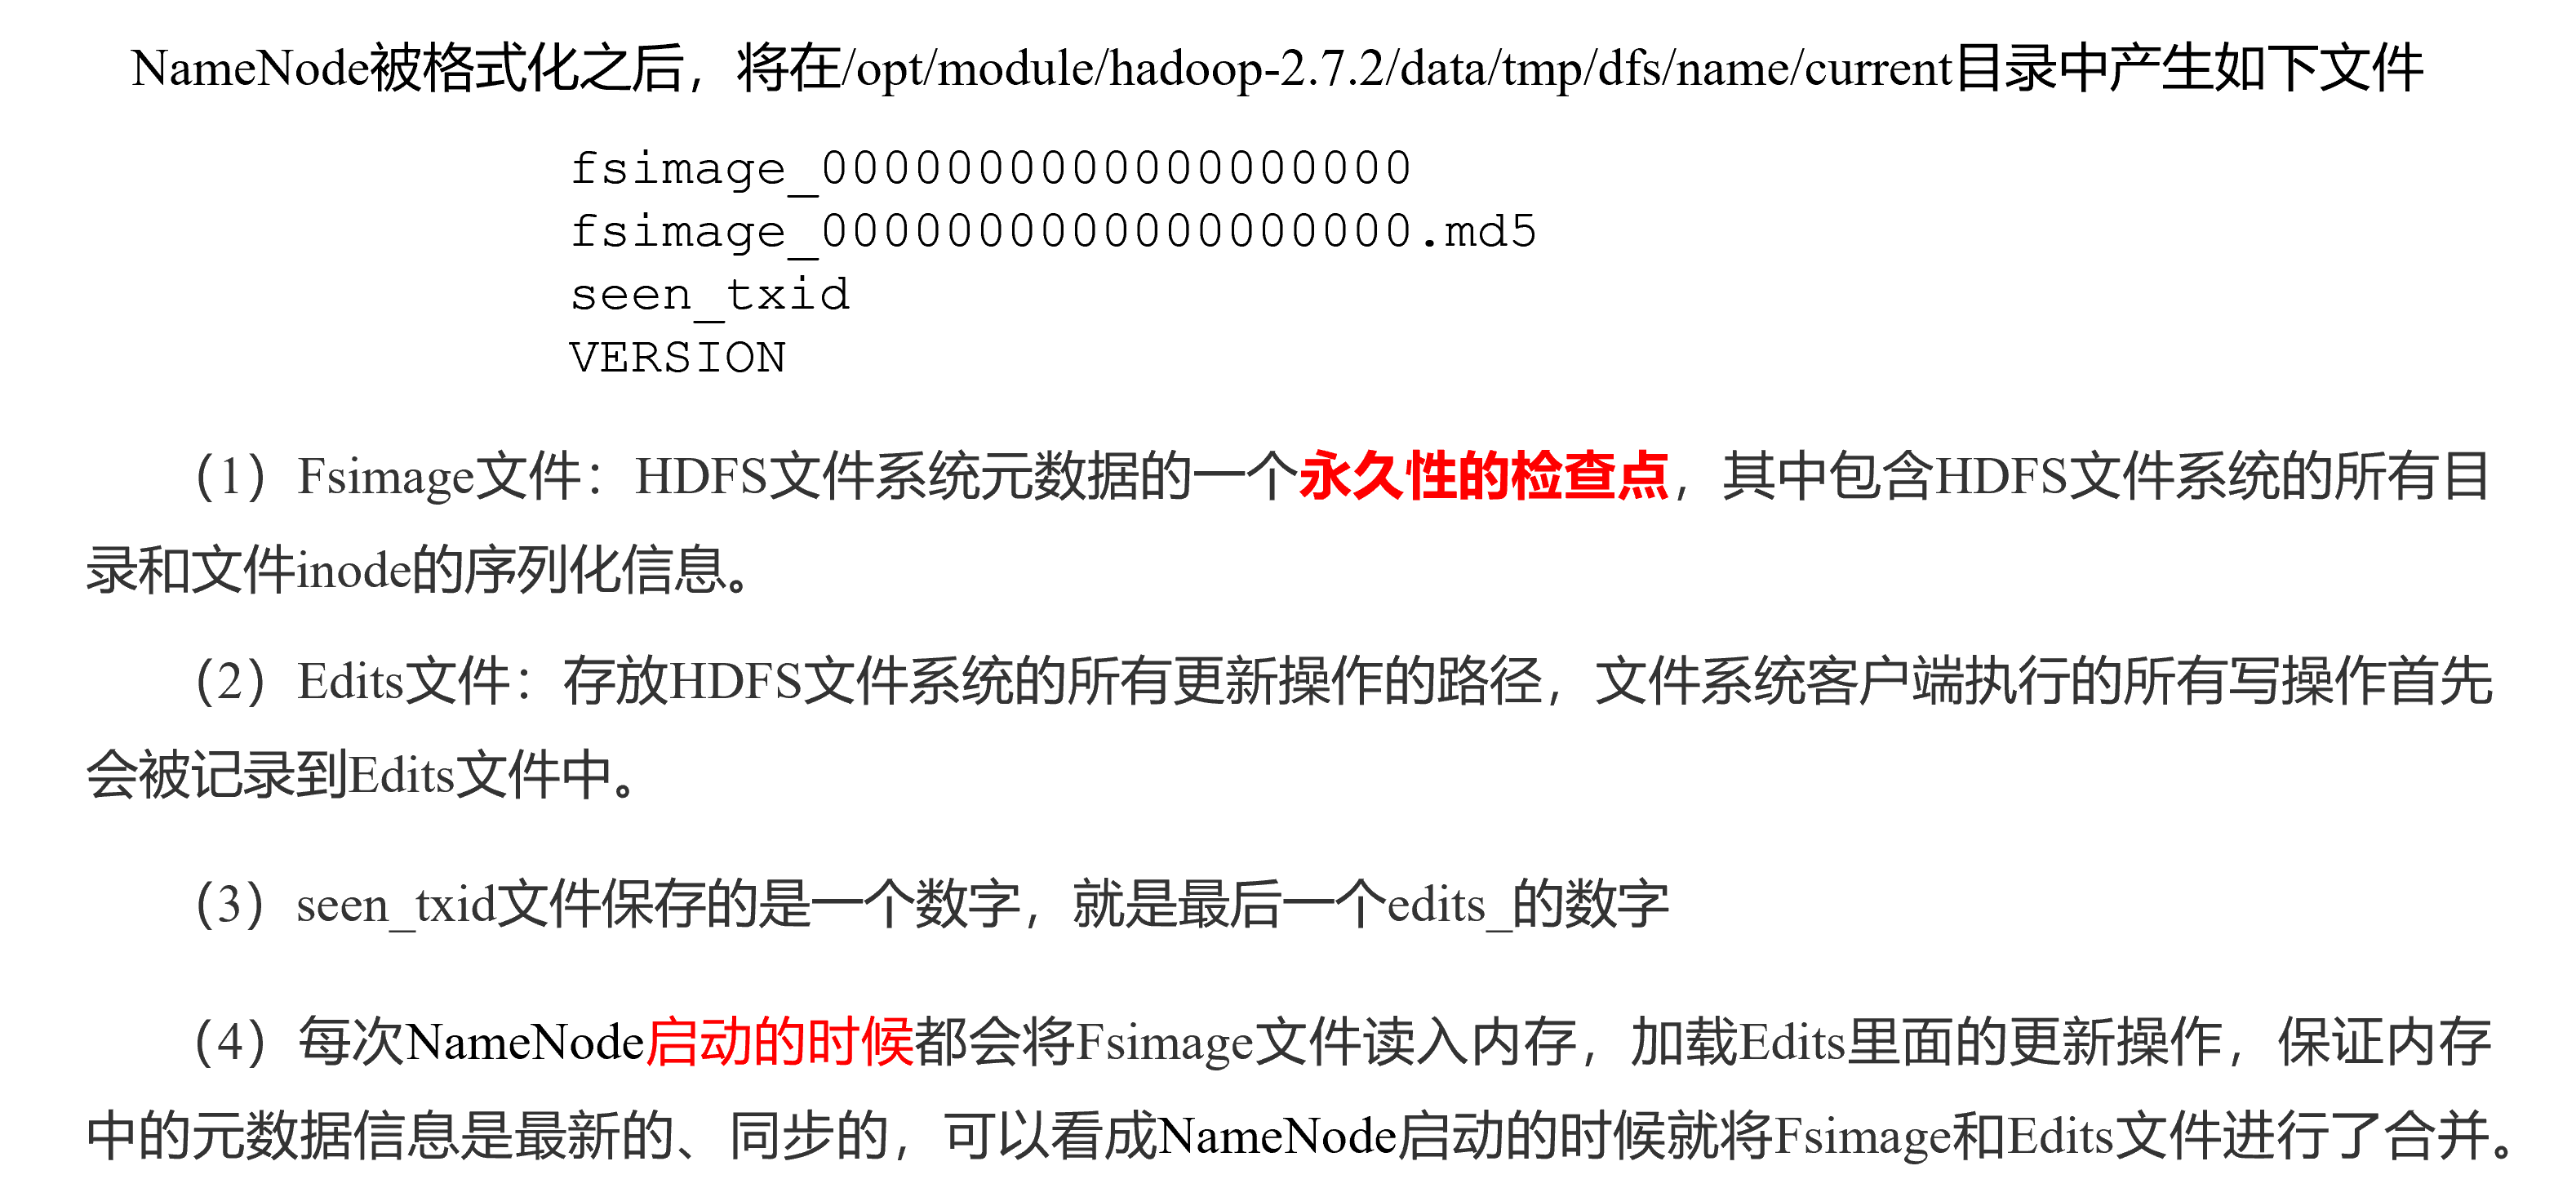 NameNode被格式化之后，将在/opt/module/hadoop-2.7.2/data/tmp/dfs/name/current目录中产生如下文件
fsimage_0000000000000000000
fsimage_0000000000000000000.md5
seen_txid
VERSION
（1）Fsimage文件：HDFS文件系统元数据的一个永久性的检查点，其中包含HDFS文件系统的所有目
录和文件inode的序列化信息。
（2）Edits文件：存放HDFS文件系统的所有更新操作的路径，文件系统客户端执行的所有写操作首先
会被记录到Edits文件中。
（3）seen_txid文件保存的是一个数字，就是最后一个edits_的数字
（4）每次NameNode启动的时候都会将Fsimage文件读入内存，加载Edits里面的更新操作，保证内存
中的元数据信息是最新的、同步的，可以看成NameNode启动的时候就将Fsimage和Edits文件进行了合并。